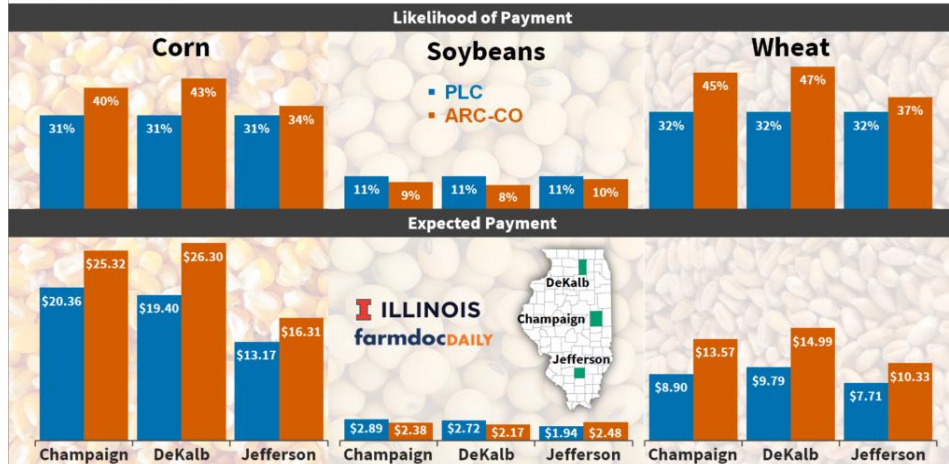 Likelihood of Payment
Corn
Soybeans
Wheat
PLC
ARC-CO
31% 40% 31% 43% 31% 34%
11% 9% 11% 8% 11% 10%
32% 45% 32% 47% 32% 37%
Expected Payment
$20.36 $25.32 $19.40 $26.30 $13.17 $16.31
I ILLINOIS
farmdocDAILY
DeKalb
Champaign
Jefferson
$2.89 $2.38 $2.72 $2.17 $1.94 $2.48
$8.90 $13.57 $9.79 $14.99 $7.71 $10.33
Champaign DeKalb Jefferson
Champaign DeKalb Jefferson
Champaign DeKalb Jefferson